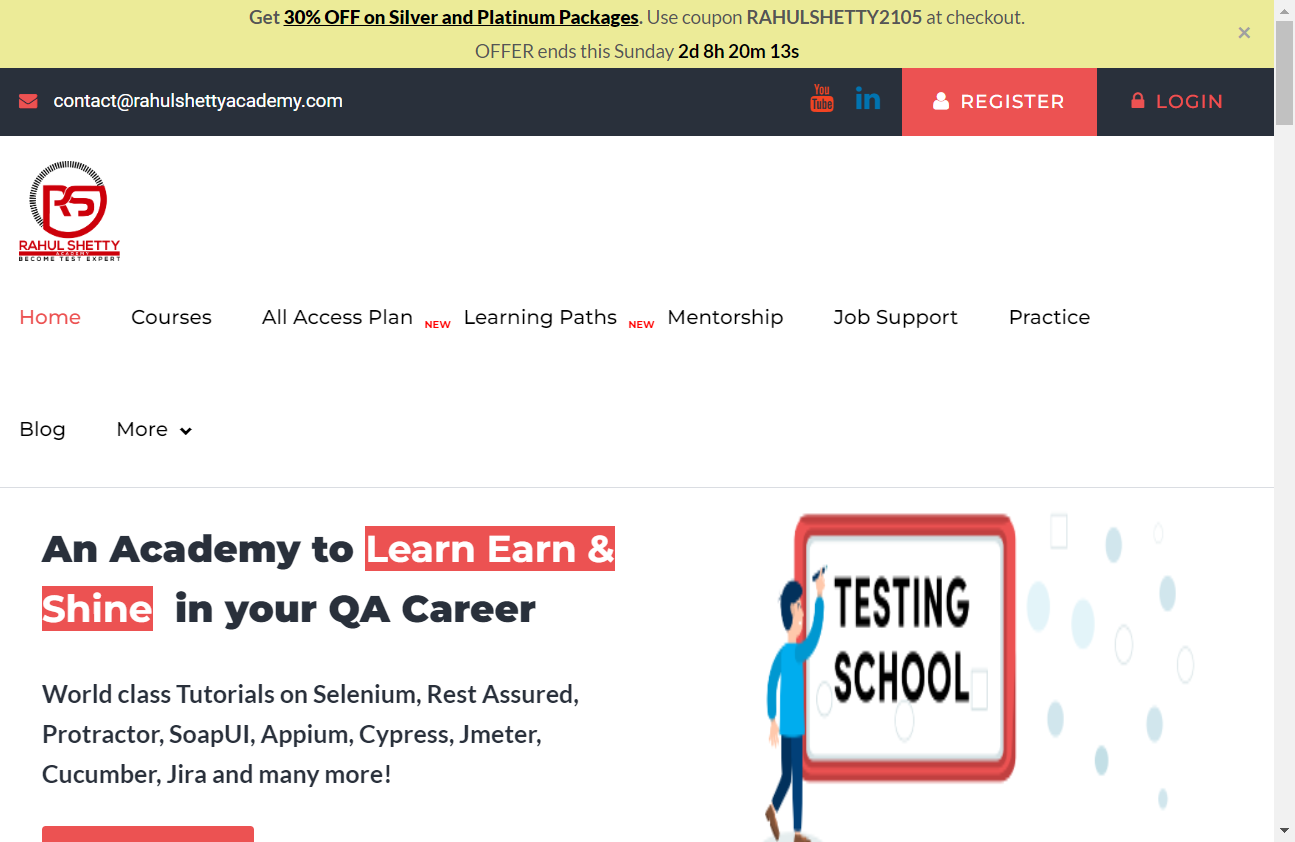 Get 30% OFF on Silver and Platinum Packages. Use coupon RAHULSHETTY2105 at checkout.
OFFER ends this Sunday 2d 8h 20m 13s
×
contact@rahulshettyacademy.com
You
Tube
in
REGISTER
LOGIN
RS
RAHUL SHETTY
ACADEMY
BECOME TEST EXPERT
Home
Courses
All Access Plan
NEW
Learning Paths
NEW
Mentorship
Job Support
Practice
Blog
More
An Academy to Learn Earn &
Shine in your QA Career
World class Tutorials on Selenium, Rest Assured,
Protractor, SoapUI, Appium, Cypress, Jmeter,
Cucumber, Jira and many more!
TESTING
SCHOOL